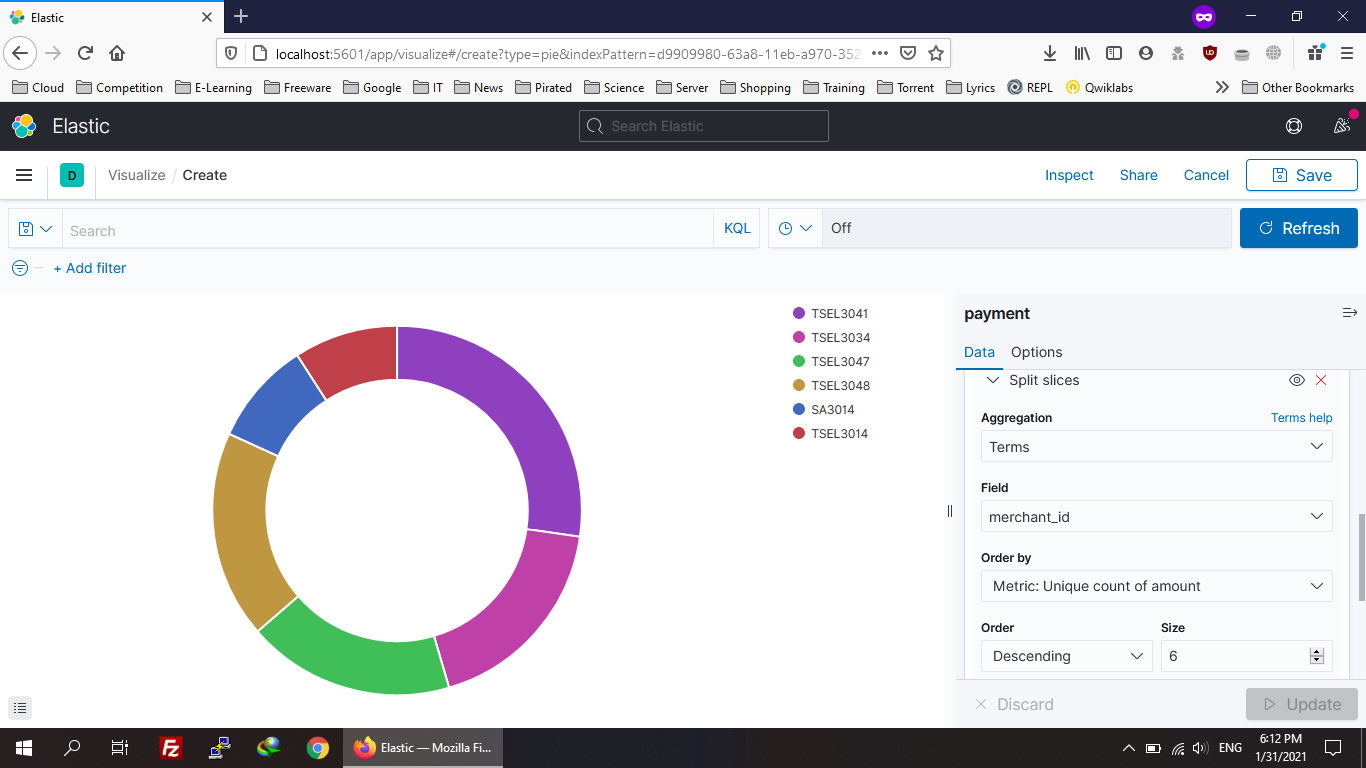 Elastic
localhost:5601/app/visualize#/create?type=pie&indexPattern=d9909980-63a8-11eb-a970-352
Cloud Competition E-Learning Freeware Google IT News Pirated Science Server Shopping Training Torrent Lyrics REPL Qwiklabs Other Bookmarks
Elastic Search Elastic
D Visualize / Create Inspect Share Cancel Save
Search KQL Off Refresh
+ Add filter
TSEL3041
TSEL3034
TSEL3047
TSEL3048
SA3014
TSEL3014
payment
Data Options
Split slices
Aggregation Terms help
Terms
Field
merchant_id
Order by
Metric: Unique count of amount
Order Size
Descending 6
Discard Update
Fz Elastic — Mozilla Fi... ENG 6:12 PM
1/31/2021